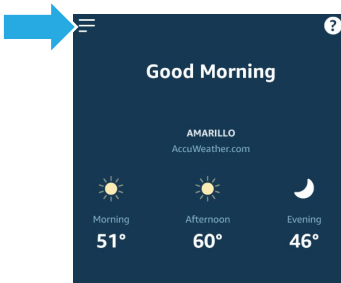 ?
Good Morning
AMARILLO
AccuWeather.com
Morning Afternoon Evening
51° 60° 46°